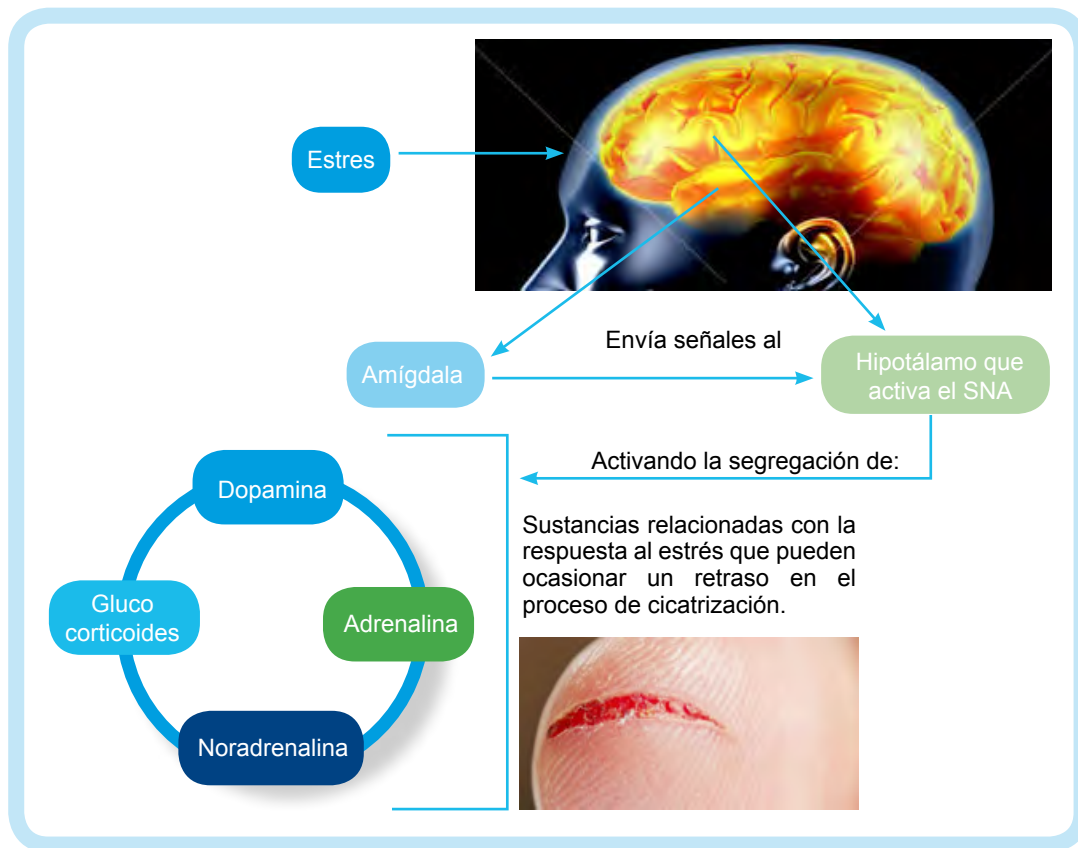 Estres
Envía señales al
Amígdala
Hipotálamo que
activa el SNA
Activando la segregación de:
Dopamina
Sustancias relacionadas con la
respuesta al estrés que pueden
ocasionar un retraso en el
proceso de cicatrización.
Gluco
corticoides
Adrenalina
Noradrenalina